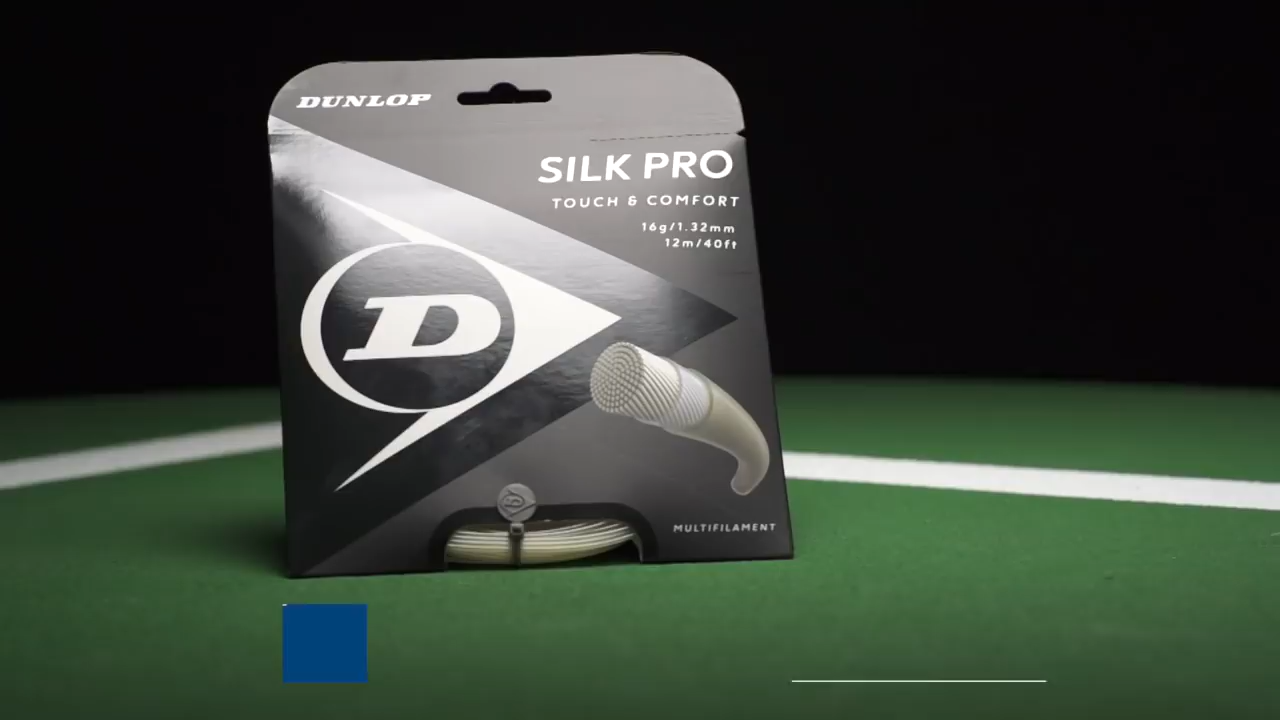 DUNLOP
SILK PRO
TOUCH & COMFORT
16g/1.32mm
12m/40ft
D
MULTIFILAMENT